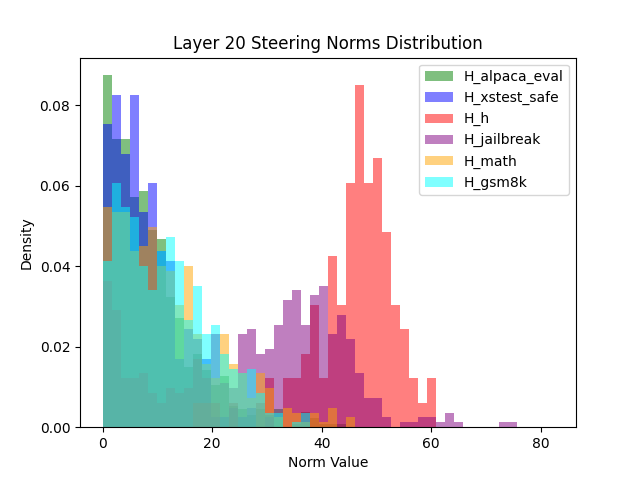 Layer 20 Steering Norms Distribution
H_alpaca_eval
H_xstest_safe
H_h
H_jailbreak
H_math
H_gsm8k
Density
0.08
0.06
0.04
0.02
0.00
0
20
40
60
80
Norm Value